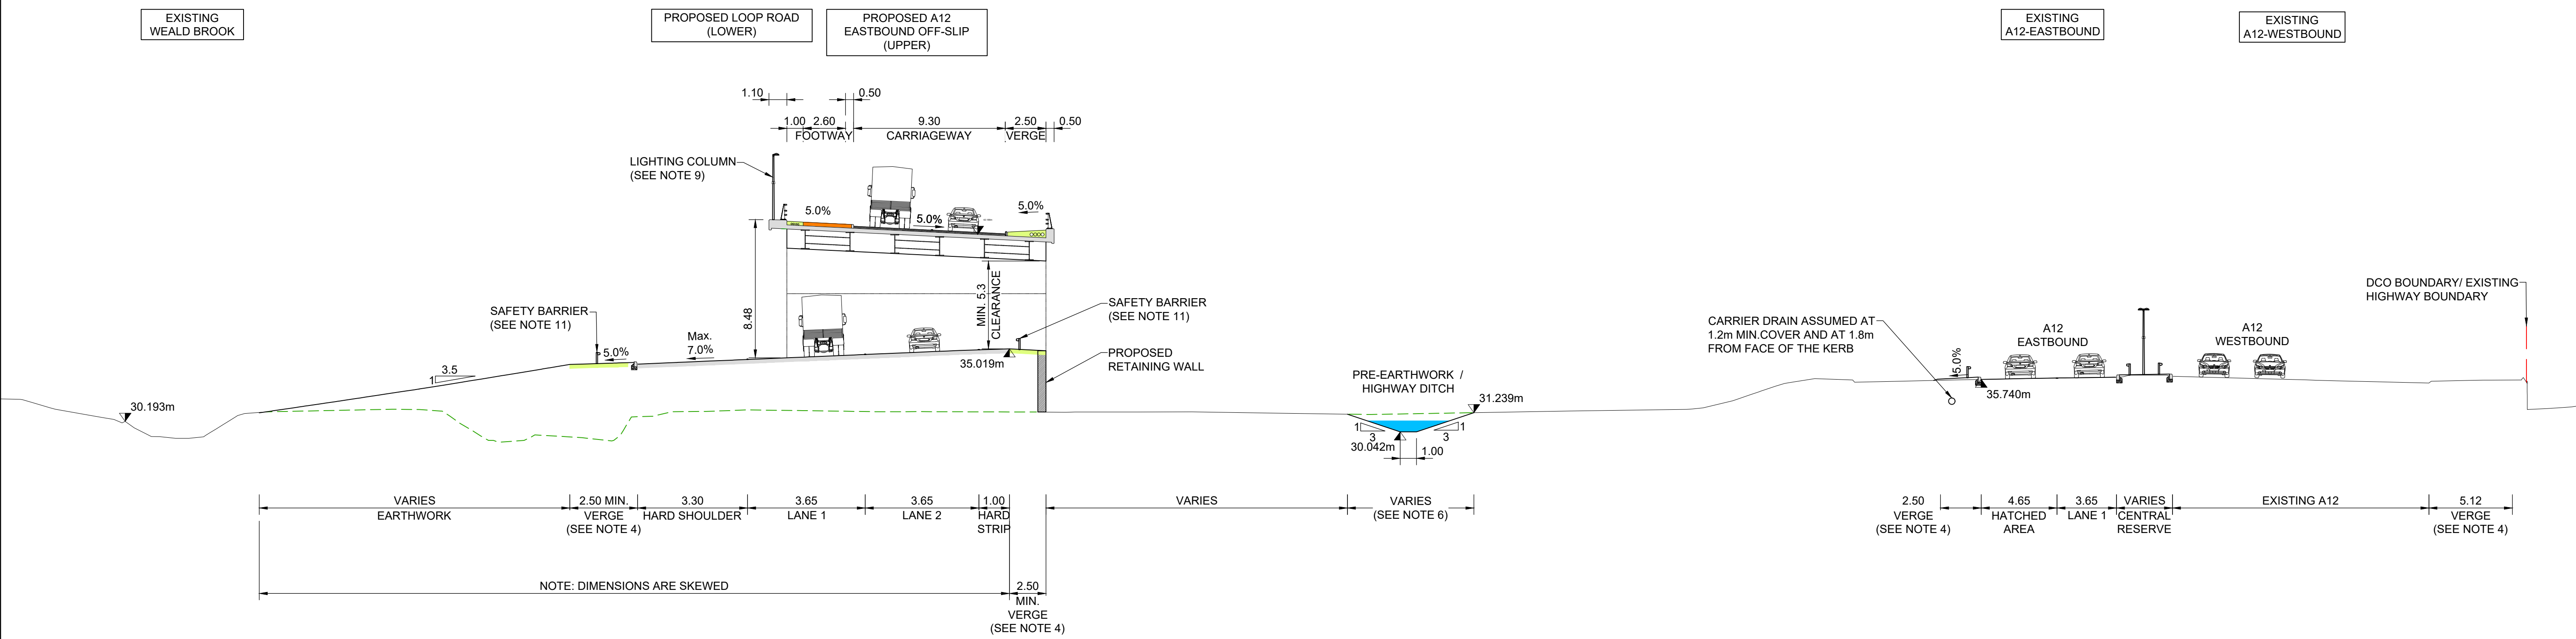 EXISTING
WEALD BROOK
PROPOSED LOOP ROAD
(LOWER)
PROPOSED A12
EASTBOUND OFF-SLIP
(UPPER)
EXISTING
A12-EASTBOUND
EXISTING
A12-WESTBOUND
1.10
0.50
1.00
2.60
9.30
2.50
0.50
FOOTWAY
CARRIAGEWAY
VERGE
LIGHTING COLUMN
(SEE NOTE 9)
5.0%
5.0%
5.0%
8.48
MIN. 5.3
CLEARANCE
SAFETY BARRIER
(SEE NOTE 11)
5.0%
Max.
7.0%
SAFETY BARRIER
(SEE NOTE 11)
PROPOSED
RETAINING WALL
35.019m
1
3.5
30.193m
PRE-EARTHWORK /
HIGHWAY DITCH
31.239m
1
3
3
1
30.042m
1.00
CARRIER DRAIN ASSUMED AT
1.2m MIN.COVER AND AT 1.8m
FROM FACE OF THE KERB
5.0%
A12
EASTBOUND
35.740m
A12
WESTBOUND
DCO BOUNDARY/ EXISTING
HIGHWAY BOUNDARY
VARIES
EARTHWORK
2.50 MIN.
VERGE
(SEE NOTE 4)
3.30
HARD SHOULDER
3.65
LANE 1
3.65
LANE 2
1.00
HARD
STRIP
VARIES
VARIES
(SEE NOTE 6)
2.50
VERGE
(SEE NOTE 4)
4.65
HATCHED
AREA
3.65
LANE 1
VARIES
CENTRAL
RESERVE
EXISTING A12
5.12
VERGE
(SEE NOTE 4)
NOTE: DIMENSIONS ARE SKEWED
2.50
MIN.
VERGE
(SEE NOTE 4)